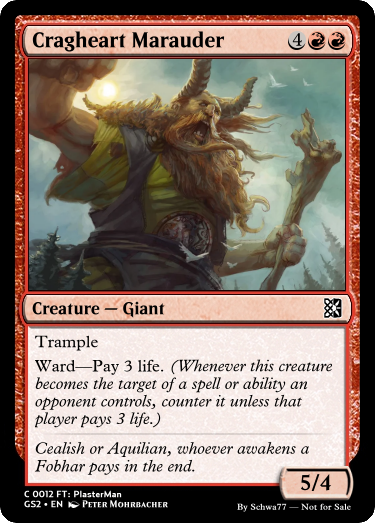 Cragheart Marauder 4
Creature — Giant
Trample
Ward—Pay 3 life. (Whenever this creature
becomes the target of a spell or ability an
opponent controls, counter it unless that
player pays 3 life.)
Cealish or Aquilian, whoever awakens a
Fobhar pays in the end.
5/4
C 0012 FT: PlasterMan
GS2 • EN Peter Mohrbacher
By Schwa77 — Not for Sale